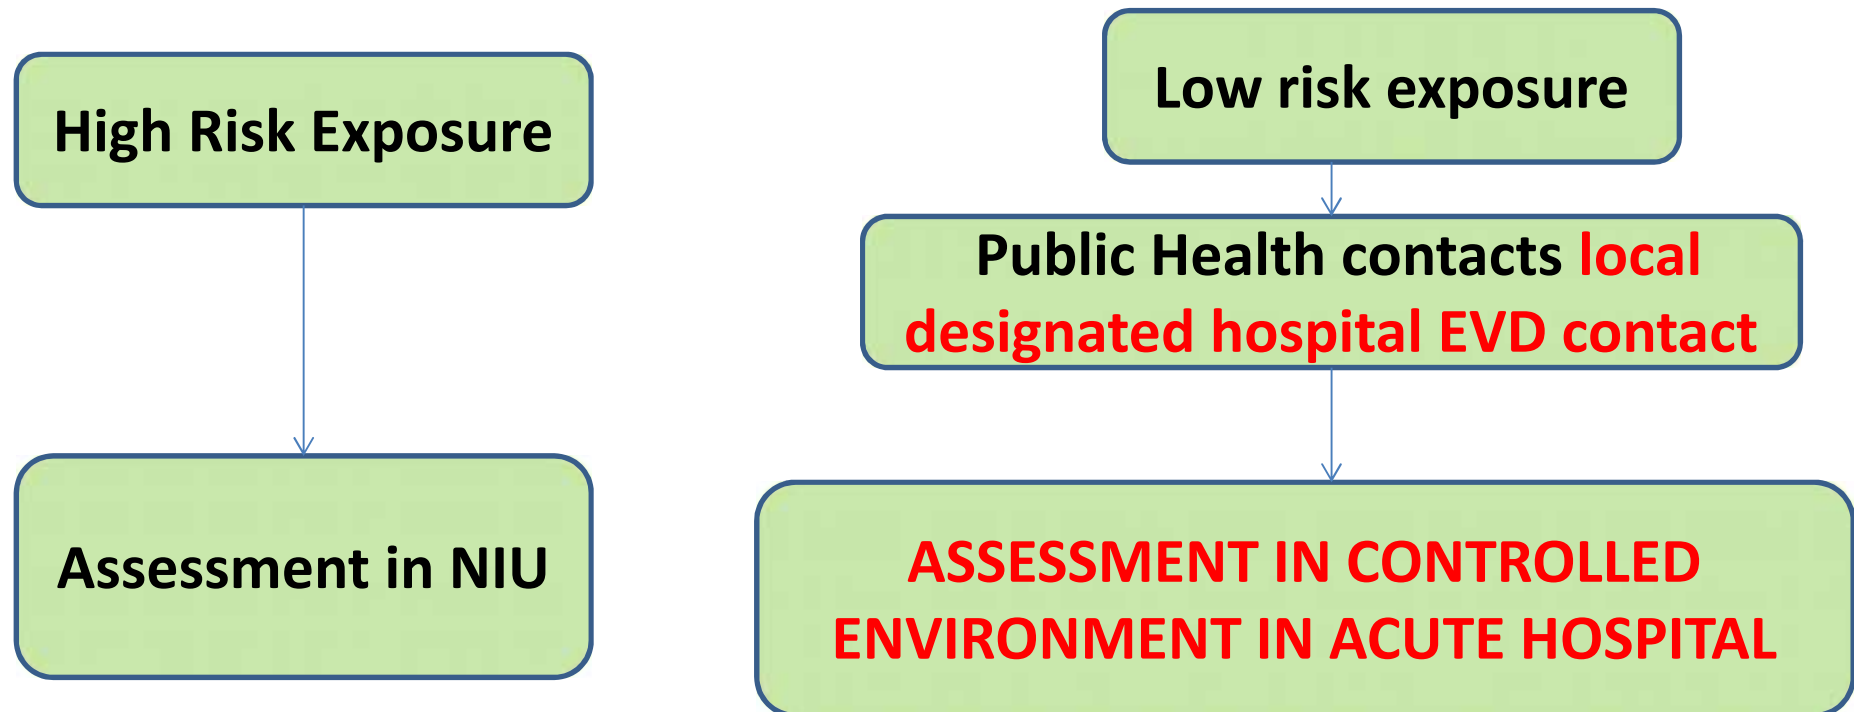 High Risk Exposure
Assessment in NIU
Low risk exposure
Public Health contacts local
designated hospital EVD contact
ASSESSMENT IN CONTROLLED
ENVIRONMENT IN ACUTE HOSPITAL